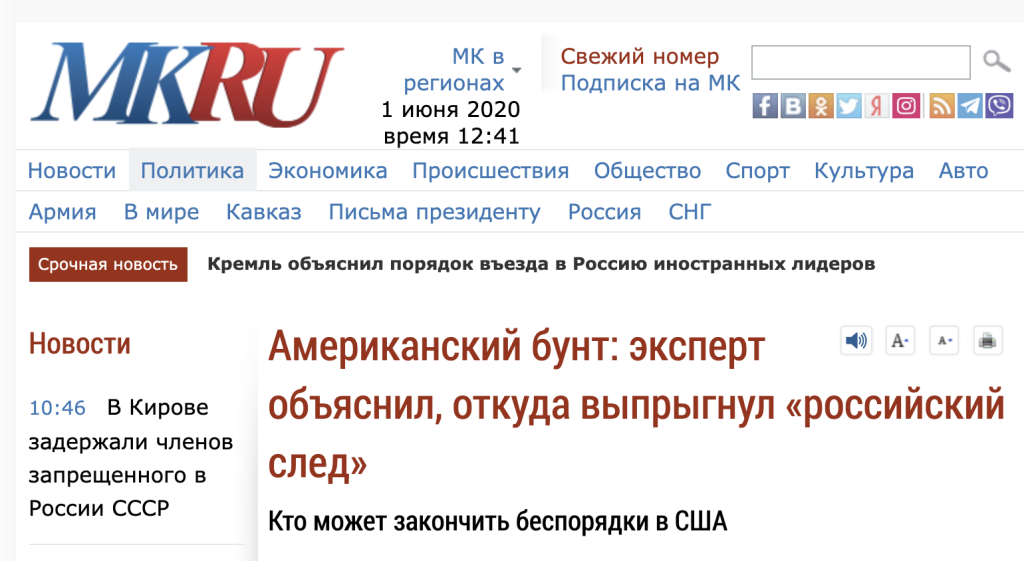 MKRU
МК в
регионах
1 июня 2020
время 12:41
Свежий номер
Подписка на МК
Новости Политика Экономика Происшествия Общество Спорт Культура Авто
Армия В мире Кавказ Письма президенту Россия СНГ
Срочная новость Кремль объяснил порядок въезда в Россию иностранных лидеров
Новости
10:46 В Кирове
задержали членов
запрещенного в
России СССР
Американский бунт: эксперт
объяснил, откуда выпрыгнул «российский
след»
Кто может закончить беспорядки в США